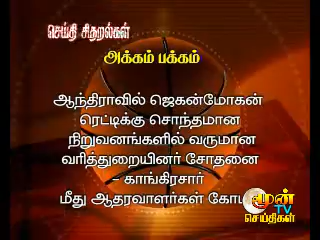 செய்தி சிதறல்கள்
அக்கம் பக்கம்
ஆந்திராவில் ஜெகன்மோகன்
ரெட்டிக்கு சொந்தமான
நிறுவனங்களில் வருமான
வரித்துறையினர் சோதனை
- காங்கிரசார்
மீது ஆதரவாளர்கள்
மூன்
TV
செய்திகள்